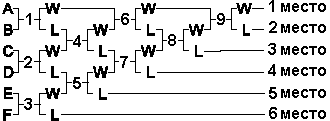 A 1 W 6 W 9 W 1 место
B L 4 W 8 W L 2 место
C 2 W L 7 W L 3 место
D L 5 W L 4 место
E 3 W L 5 место
F L 6 место